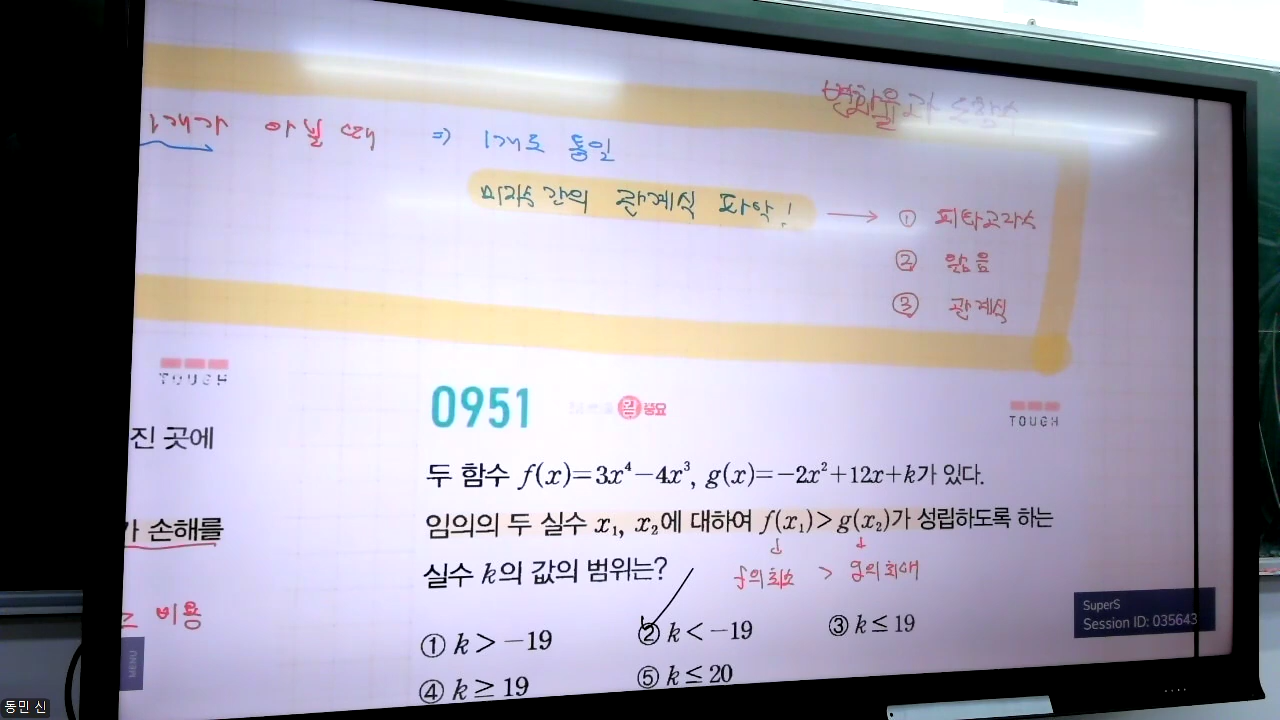 변화율과 도함수
1개가 아닐 때 ⇒ 1개로 통일
미지수 간의 관계식 파악! → ① 피타고라스
② 닮음
③ 관계식
TOUGH
진 곳에
가 손해를
비용
MENU
0951 중요
TOUGH
두 함수 f(x)=3x⁴-4x³, g(x)=-2x²+12x+k가 있다.
임의의 두 실수 x₁, x₂에 대하여 f(x₁)>g(x₂)가 성립하도록 하는
실수 k의 값의 범위는?
f의 최소 > g의 최대
① k>-19
② k<-19
③ k≤19
④ k≥19
⑤ k≤20
SuperS
Session ID: 035643
동민 신